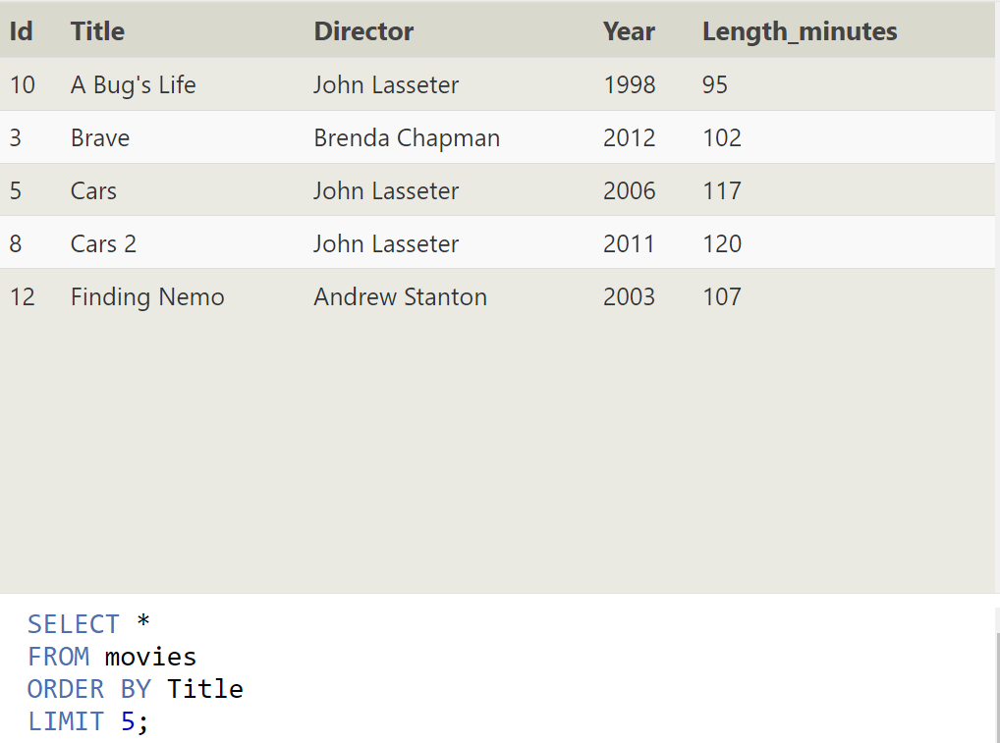 Id Title Director Year Length_minutes
10 A Bug's Life John Lasseter 1998 95
3 Brave Brenda Chapman 2012 102
5 Cars John Lasseter 2006 117
8 Cars 2 John Lasseter 2011 120
12 Finding Nemo Andrew Stanton 2003 107
SELECT *
FROM movies
ORDER BY Title
LIMIT 5;